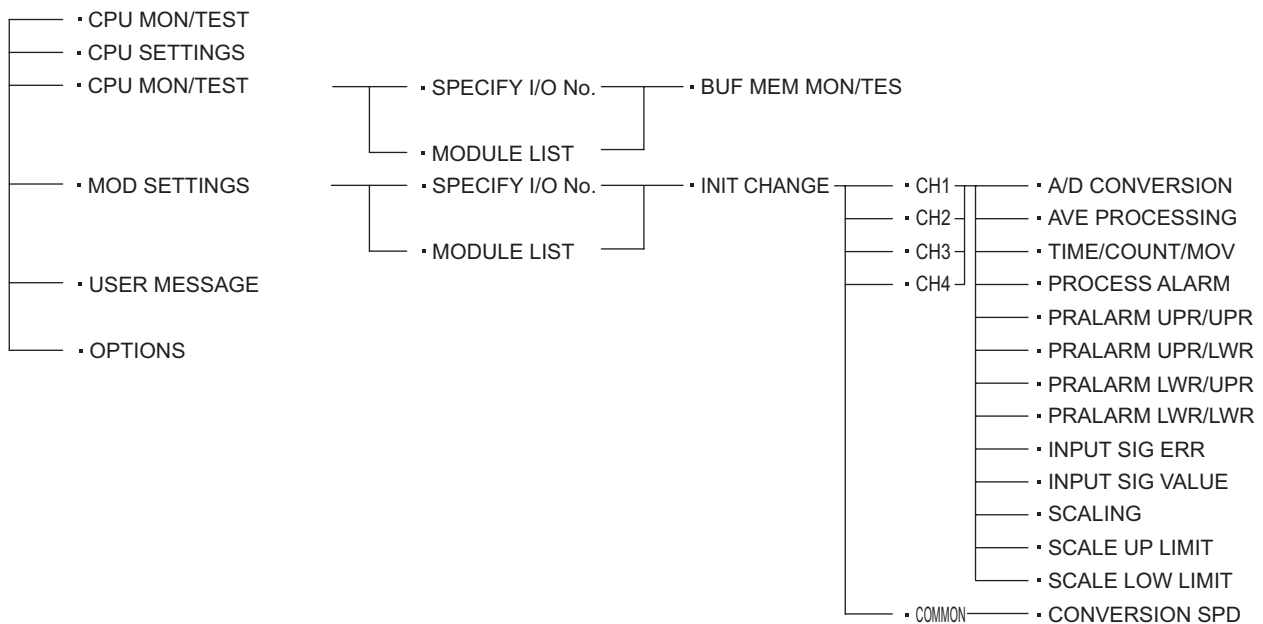 ▪ CPU MON/TEST
▪ CPU SETTINGS
▪ CPU MON/TEST
▪ SPECIFY I/O No.
▪ BUF MEM MON/TES
▪ MODULE LIST
▪ MOD SETTINGS
▪ SPECIFY I/O No.
▪ INIT CHANGE
▪ CH1
▪ A/D CONVERSION
▪ CH2
▪ AVE PROCESSING
▪ MODULE LIST
▪ CH3
▪ TIME/COUNT/MOV
▪ USER MESSAGE
▪ CH4
▪ PROCESS ALARM
▪ PRALARM UPR/UPR
▪ OPTIONS
▪ PRALARM UPR/LWR
▪ PRALARM LWR/UPR
▪ PRALARM LWR/LWR
▪ INPUT SIG ERR
▪ INPUT SIG VALUE
▪ SCALING
▪ SCALE UP LIMIT
▪ SCALE LOW LIMIT
▪ COMMON
▪ CONVERSION SPD